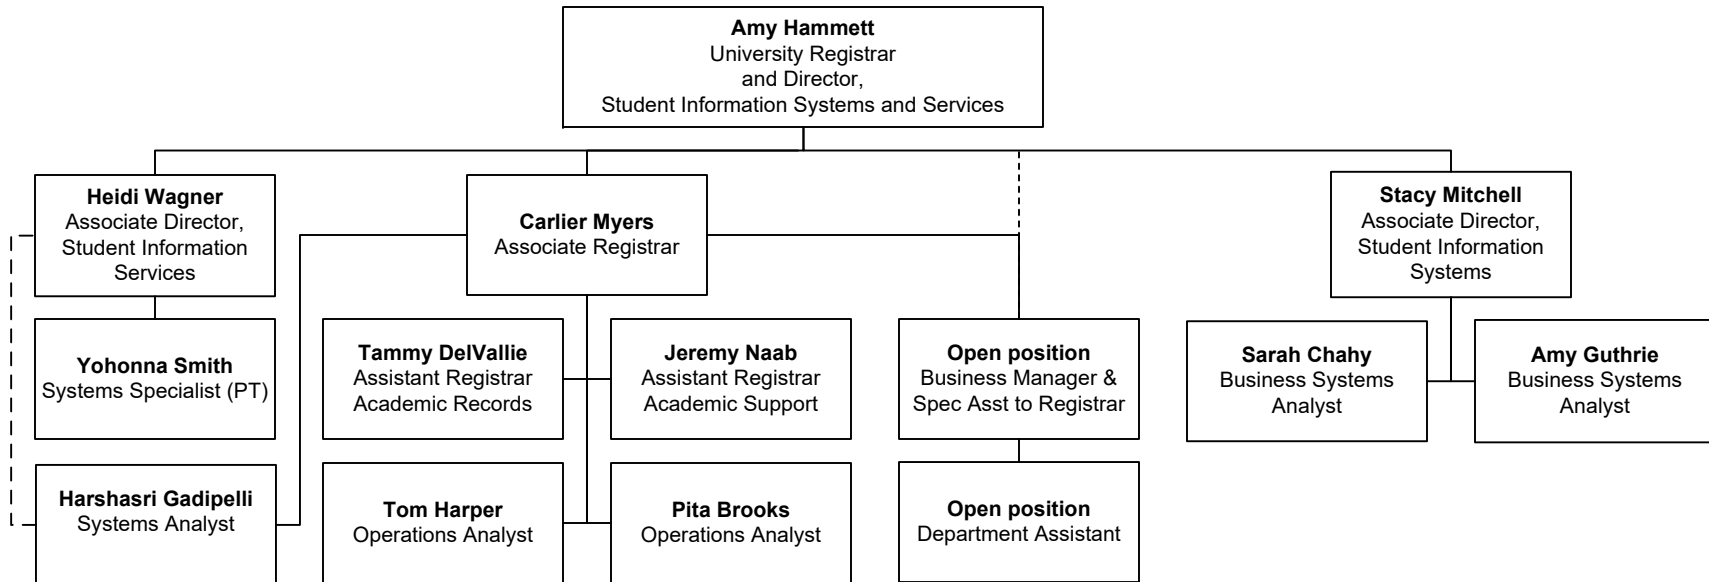 Amy Hammett
University Registrar
and Director,
Student Information Systems and Services
Heidi Wagner
Associate Director,
Student Information
Services
Carlier Myers
Associate Registrar
Stacy Mitchell
Associate Director,
Student Information
Systems
Yohonna Smith
Systems Specialist (PT)
Tammy DelVallie
Assistant Registrar
Academic Records
Jeremy Naab
Assistant Registrar
Academic Support
Open position
Business Manager &
Spec Asst to Registrar
Sarah Chahy
Business Systems
Analyst
Amy Guthrie
Business Systems
Analyst
Harshasri Gadipelli
Systems Analyst
Tom Harper
Operations Analyst
Pita Brooks
Operations Analyst
Open position
Department Assistant